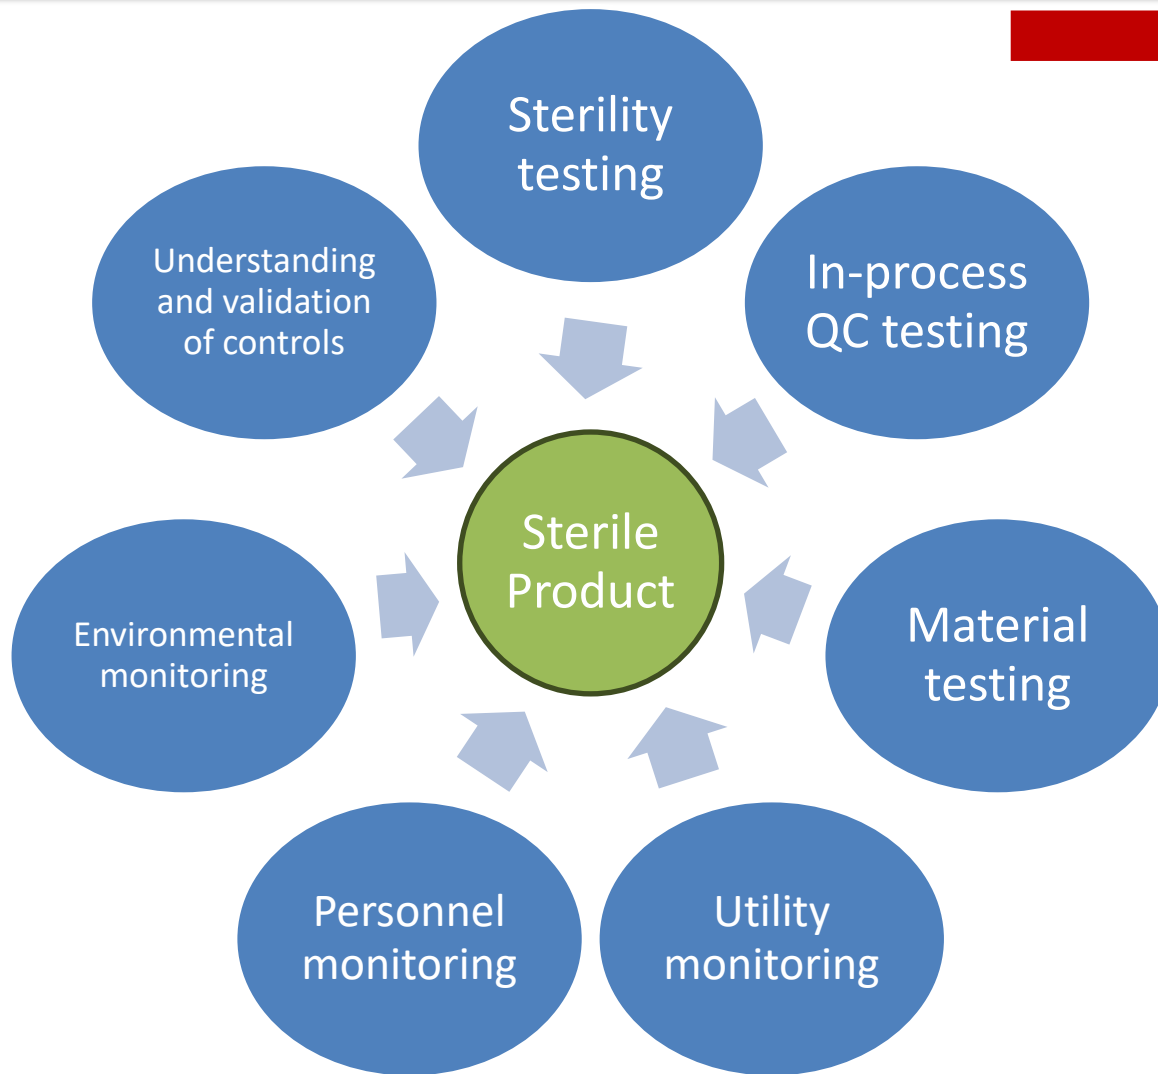 Sterility
testing
In-process
QC testing
Material
testing
Utility
monitoring
Personnel
monitoring
Environmental
monitoring
Understanding
and validation
of controls
Sterile
Product